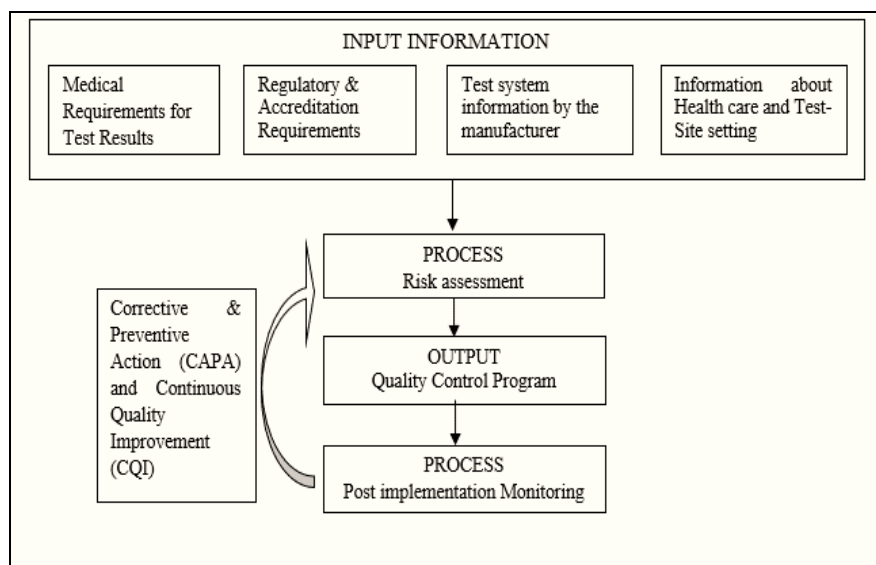 INPUT INFORMATION
Medical
Requirements for
Test Results
Regulatory &
Accreditation
Requirements
Test system
information by the
manufacturer
Information about
Health care and Test-
Site setting
PROCESS
Risk assessment
Corrective &
Preventive
Action (CAPA)
and Continuous
Quality
Improvement
(CQI)
OUTPUT
Quality Control Program
PROCESS
Post implementation Monitoring